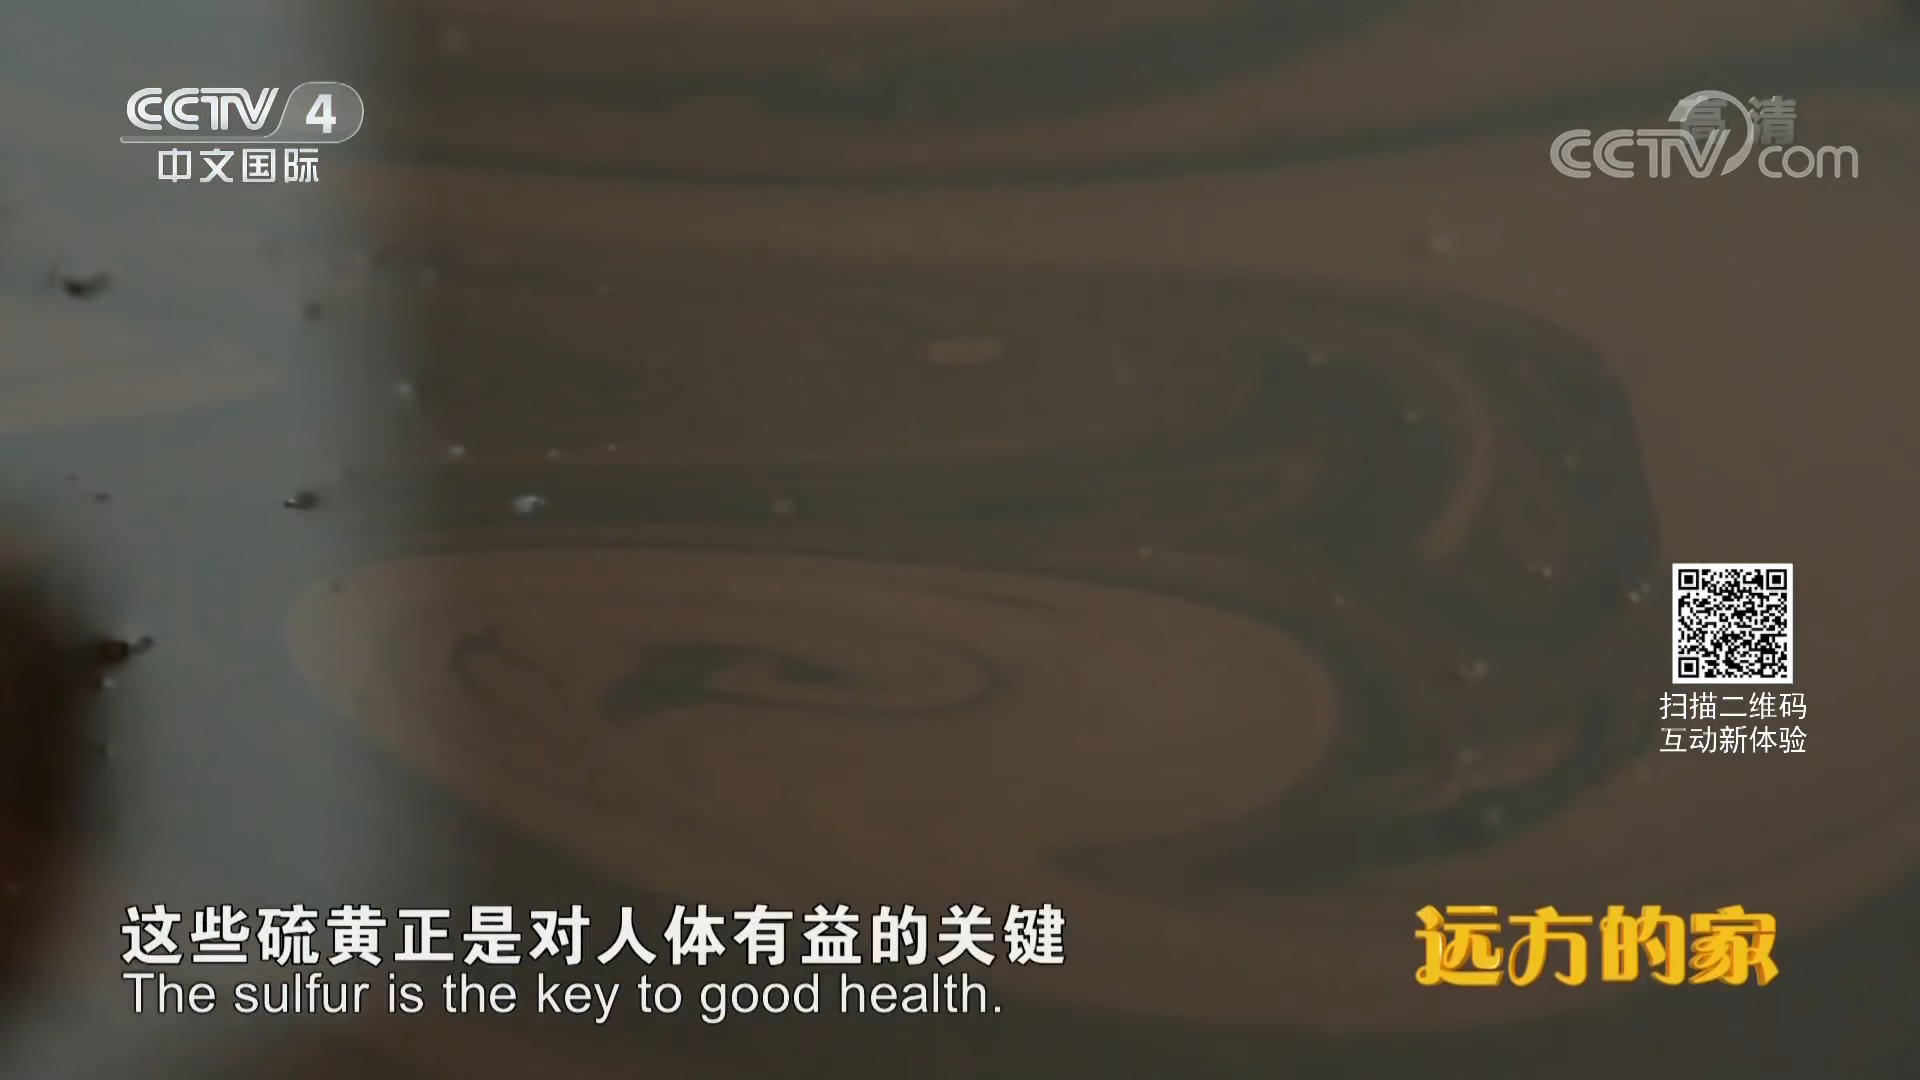 CCTV 4
中文国际
高清
CCTV com
扫描二维码
互动新体验
这些硫黄正是对人体有益的关键
The sulfur is the key to good health.
远方的家